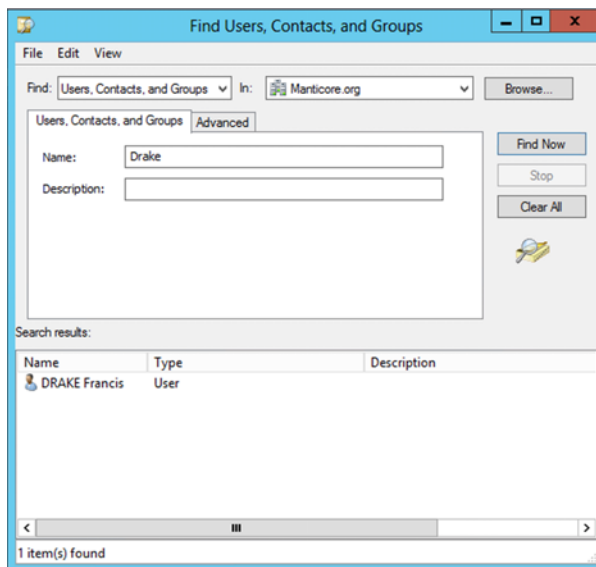 Find Users, Contacts, and Groups
File Edit View
Find: Users, Contacts, and Groups In: Manticore.org Browse...
Users, Contacts, and Groups Advanced
Name: Drake
Description:
Find Now
Stop
Clear All
Search results:
Name Type Description
DRAKE Francis User
1 item(s) found